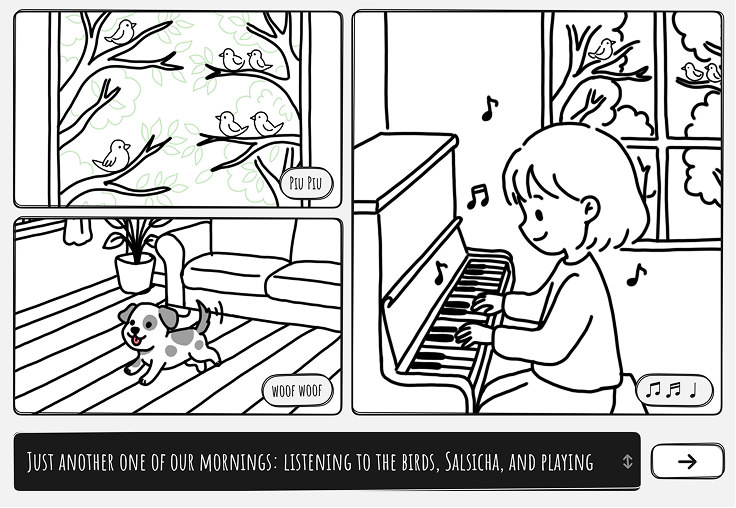 Piu Piu
woof woof
Just another one of our mornings: listening to the birds, Salsicha, and playing